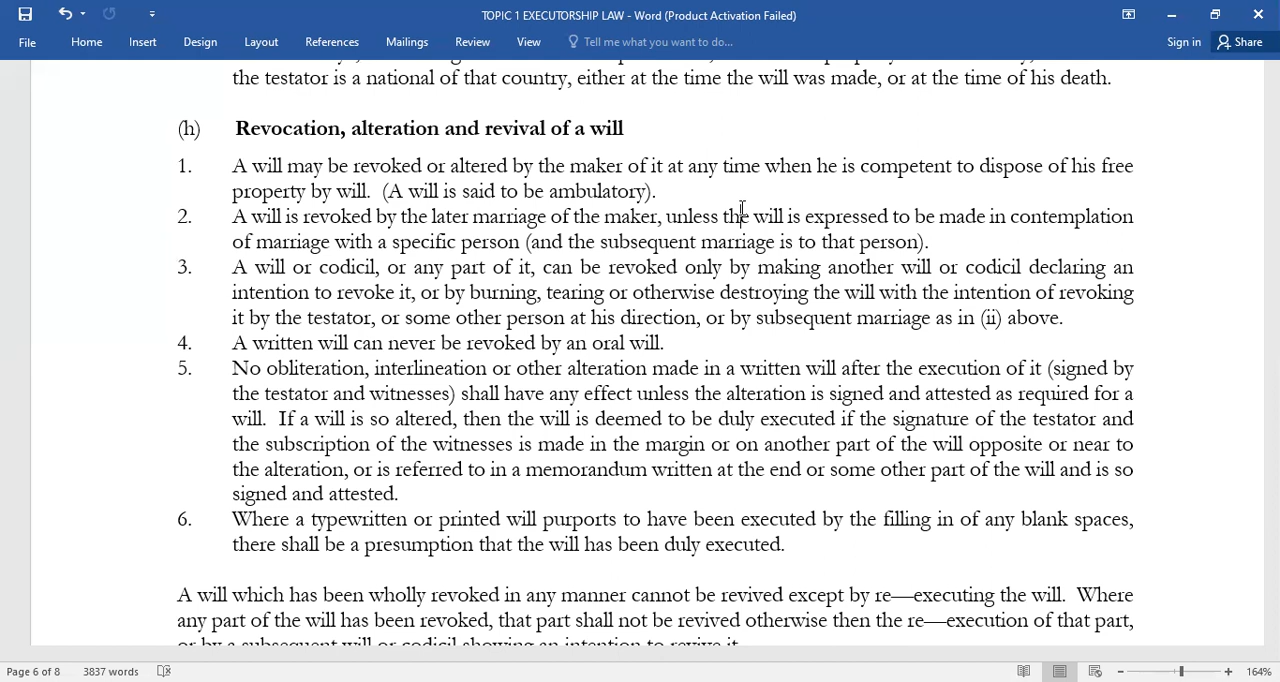 TOPIC 1 EXECUTORSHIP LAW - Word (Product Activation Failed)
File Home Insert Design Layout References Mailings Review View Tell me what you want to do... Sign in Share
the testator is a national of that country, either at the time the will was made, or at the time of his death.
(h) Revocation, alteration and revival of a will
1. A will may be revoked or altered by the maker of it at any time when he is competent to dispose of his free
property by will. (A will is said to be ambulatory).
2. A will is revoked by the later marriage of the maker, unless the will is expressed to be made in contemplation
of marriage with a specific person (and the subsequent marriage is to that person).
3. A will or codicil, or any part of it, can be revoked only by making another will or codicil declaring an
intention to revoke it, or by burning, tearing or otherwise destroying the will with the intention of revoking
it by the testator, or some other person at his direction, or by subsequent marriage as in (ii) above.
4. A written will can never be revoked by an oral will.
5. No obliteration, interlineation or other alteration made in a written will after the execution of it (signed by
the testator and witnesses) shall have any effect unless the alteration is signed and attested as required for a
will. If a will is so altered, then the will is deemed to be duly executed if the signature of the testator and
the subscription of the witnesses is made in the margin or on another part of the will opposite or near to
the alteration, or is referred to in a memorandum written at the end or some other part of the will and is so
signed and attested.
6. Where a typewritten or printed will purports to have been executed by the filling in of any blank spaces,
there shall be a presumption that the will has been duly executed.
A will which has been wholly revoked in any manner cannot be revived except by re—executing the will. Where
any part of the will has been revoked, that part shall not be revived otherwise then the re—execution of that part,
or by a subsequent will or codicil showing an intention to revive it.
Page 6 of 8 3837 words 164%